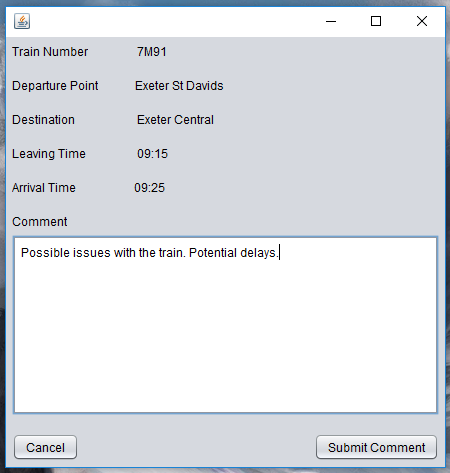 Train Number 7M91
Departure Point Exeter St Davids
Destination Exeter Central
Leaving Time 09:15
Arrival Time 09:25
Comment
Possible issues with the train. Potential delays.
Cancel Submit Comment